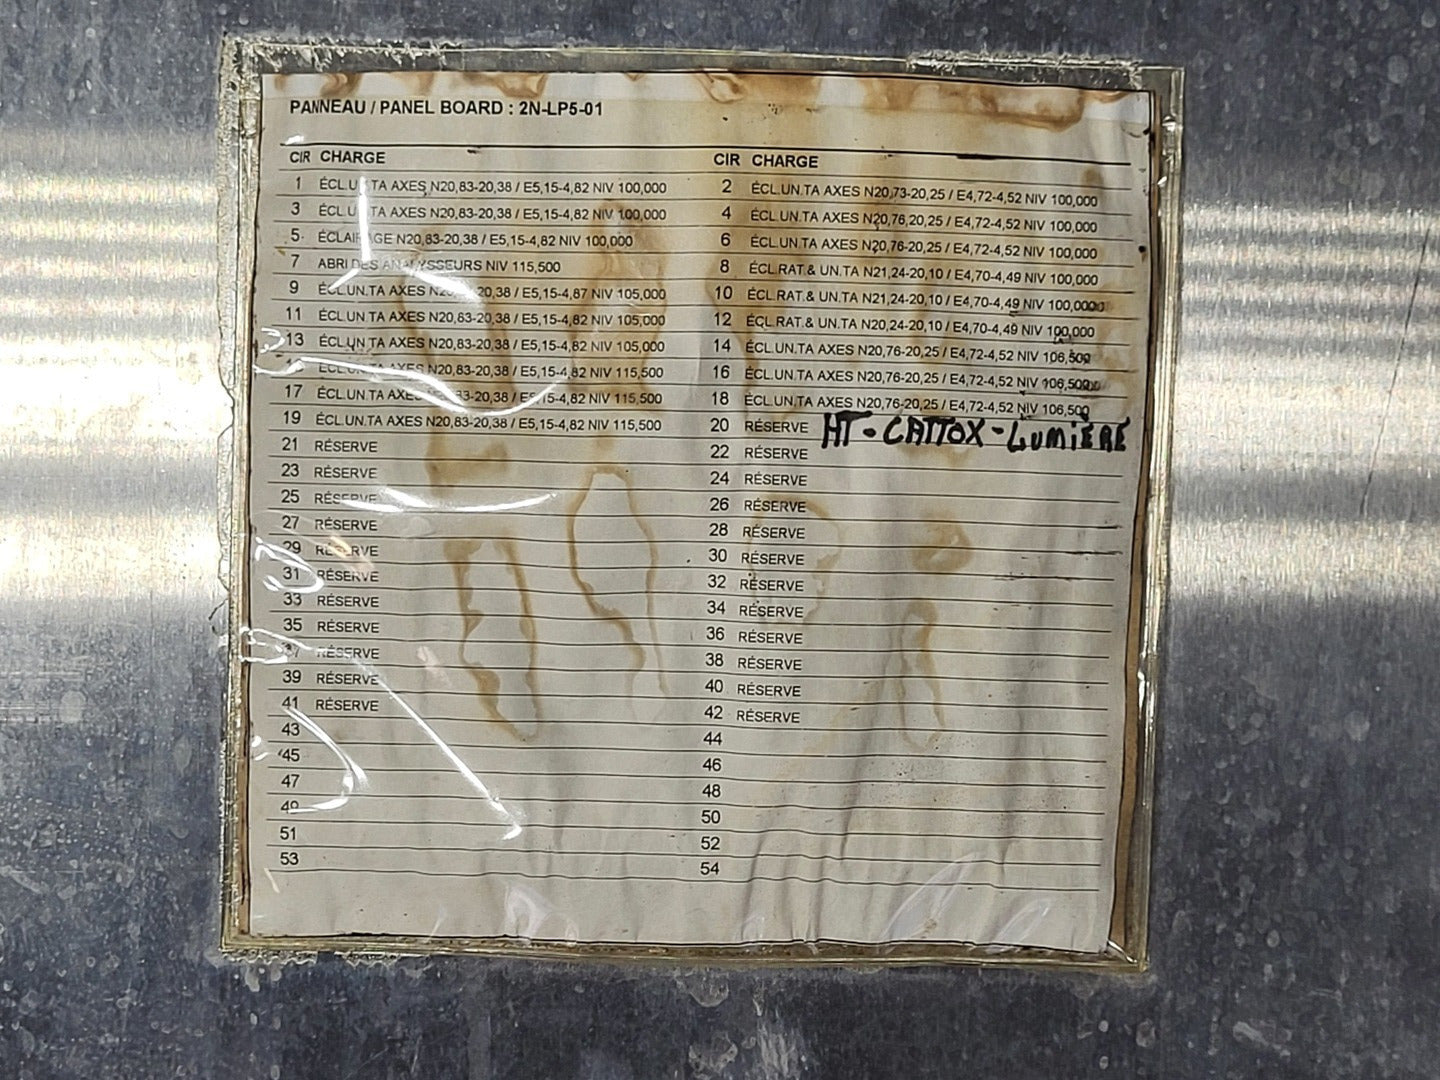 PANNEAU / PANEL BOARD : 2N-LP5-01
CIR CHARGE
1 ÉCL.UN.TA AXES N20,83-20,38 / E5,15-4,82 NIV 100,000
3 ÉCL.UN.TA AXES N20,83-20,38 / E5,15-4,82 NIV 100,000
5 ÉCLAIRAGE N20,83-20,38 / E5,15-4,82 NIV 100,000
7 ABRI DES ANALYSSEURS NIV 115,500
9 ÉCL.UN.TA AXES N20,83-20,38 / E5,15-4,87 NIV 105,000
11 ÉCL.UN.TA AXES N20,83-20,38 / E5,15-4,82 NIV 105,000
13 ÉCL.UN.TA AXES N20,83-20,38 / E5,15-4,82 NIV 105,000
ÉCL.UN.TA AXES N20,83-20,38 / E5,15-4,82 NIV 115,500
17 ÉCL.UN.TA AXES N20,83-20,38 / E5,15-4,82 NIV 115,500
19 ÉCL.UN.TA AXES N20,83-20,38 / E5,15-4,82 NIV 115,500
21 RÉSERVE
23 RÉSERVE
25 RÉSERVE
27 RÉSERVE
29 RÉSERVE
31 RÉSERVE
33 RÉSERVE
35 RÉSERVE
37 RÉSERVE
39 RÉSERVE
41 RÉSERVE
43
45
47
49
51
53
CIR CHARGE
2 ÉCL.UN.TA AXES N20,73-20,25 / E4,72-4,52 NIV 100,000
4 ÉCL.UN.TA AXES N20,76,20,25 / E4,72-4,52 NIV 100,000
6 ÉCL.UN.TA AXES N20,76-20,25 / E4,72-4,52 NIV 100,000
8 ÉCL.RAT.& UN.TA N21,24-20,10 / E4,70-4,49 NIV 100,000
10 ÉCL.RAT.& UN.TA N21,24-20,10 / E4,70-4,49 NIV 100,000
12 ÉCL.RAT.& UN.TA N20,24-20,10 / E4,70-4,49 NIV 100,000
14 ÉCL.UN.TA AXES N20,76-20,25 / E4,72-4,52 NIV 106,500
16 ÉCL.UN.TA AXES N20,76-20,25 / E4,72-4,52 NIV 106,500
18 ÉCL.UN.TA AXES N20,76-20,25 / E4,72-4,52 NIV 106,500
20 RÉSERVE HT-CATTOX-LUMIÈRE
22 RÉSERVE
24 RÉSERVE
26 RÉSERVE
28 RÉSERVE
30 RÉSERVE
32 RÉSERVE
34 RÉSERVE
36 RÉSERVE
38 RÉSERVE
40 RÉSERVE
42 RÉSERVE
44
46
48
50
52
54